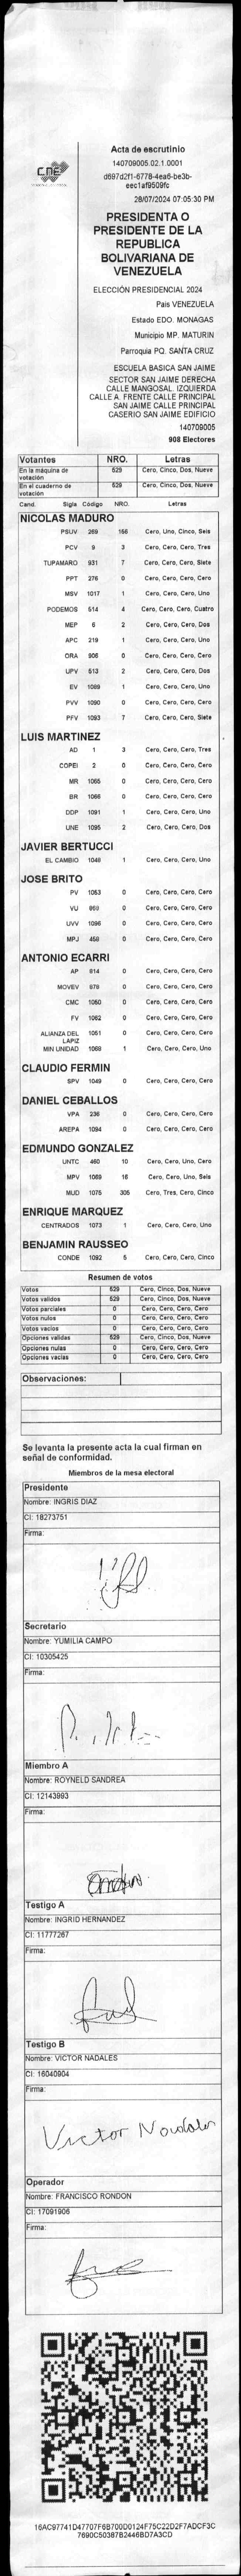 CNE
Acta de escrutinio
140709005.02.1.0001
d697d2f1-6778-4ea6-be3b-
eec1af9509fc
28/07/2024 07:05:30 PM
PRESIDENTA O
PRESIDENTE DE LA
REPUBLICA
BOLIVARIANA DE
VENEZUELA
ELECCIÓN PRESIDENCIAL 2024
Pais VENEZUELA
Estado EDO. MONAGAS
Municipio MP. MATURIN
Parroquia PQ. SANTA CRUZ
ESCUELA BASICA SAN JAIME
SECTOR SAN JAIME DERECHA
CALLE MANGOSAL. IZQUIERDA
CALLE A. FRENTE CALLE PRINCIPAL
SAN JAIME CALLE PRINCIPAL
CASERIO SAN JAIME EDIFICIO
140709005
908 Electores
Votantes NRO. Letras
En la máquina de votación 529 Cero, Cinco, Dos, Nueve
En el cuaderno de votación 529 Cero, Cinco, Dos, Nueve
Cand. Sigla Código NRO. Letras
NICOLAS MADURO
PSUV 269 156 Cero, Uno, Cinco, Seis
PCV 9 3 Cero, Cero, Cero, Tres
TUPAMARO 931 7 Cero, Cero, Cero, Siete
PPT 276 0 Cero, Cero, Cero, Cero
MSV 1017 1 Cero, Cero, Cero, Uno
PODEMOS 514 4 Cero, Cero, Cero, Cuatro
MEP 6 2 Cero, Cero, Cero, Dos
APC 219 1 Cero, Cero, Cero, Uno
ORA 906 0 Cero, Cero, Cero, Cero
UPV 513 2 Cero, Cero, Cero, Dos
EV 1089 1 Cero, Cero, Cero, Uno
PVV 1090 0 Cero, Cero, Cero, Cero
PFV 1093 7 Cero, Cero, Cero, Siete
LUIS MARTINEZ
AD 1 3 Cero, Cero, Cero, Tres
COPEI 2 0 Cero, Cero, Cero, Cero
MR 1065 0 Cero, Cero, Cero, Cero
BR 1066 0 Cero, Cero, Cero, Cero
DDP 1091 1 Cero, Cero, Cero, Uno
UNE 1095 2 Cero, Cero, Cero, Dos
JAVIER BERTUCCI
EL CAMBIO 1048 1 Cero, Cero, Cero, Uno
JOSE BRITO
PV 1053 0 Cero, Cero, Cero, Cero
VU 959 0 Cero, Cero, Cero, Cero
UVV 1096 0 Cero, Cero, Cero, Cero
MPJ 458 0 Cero, Cero, Cero, Cero
ANTONIO ECARRI
AP 914 0 Cero, Cero, Cero, Cero
MOVEV 978 0 Cero, Cero, Cero, Cero
CMC 1050 0 Cero, Cero, Cero, Cero
FV 1062 0 Cero, Cero, Cero, Cero
ALIANZA DEL LAPIZ 1051 0 Cero, Cero, Cero, Cero
MIN UNIDAD 1068 1 Cero, Cero, Cero, Uno
CLAUDIO FERMIN
SPV 1049 0 Cero, Cero, Cero, Cero
DANIEL CEBALLOS
VPA 236 0 Cero, Cero, Cero, Cero
AREPA 1094 0 Cero, Cero, Cero, Cero
EDMUNDO GONZALEZ
UNTC 460 10 Cero, Cero, Uno, Cero
MPV 1069 16 Cero, Cero, Uno, Seis
MUD 1075 305 Cero, Tres, Cero, Cinco
ENRIQUE MARQUEZ
CENTRADOS 1073 1 Cero, Cero, Cero, Uno
BENJAMIN RAUSSEO
CONDE 1092 5 Cero, Cero, Cero, Cinco
Resumen de votos
Votos 529 Cero, Cinco, Dos, Nueve
Votos validos 529 Cero, Cinco, Dos, Nueve
Votos parciales 0 Cero, Cero, Cero, Cero
Votos nulos 0 Cero, Cero, Cero, Cero
Votos vacios 0 Cero, Cero, Cero, Cero
Opciones validas 529 Cero, Cinco, Dos, Nueve
Opciones nulas 0 Cero, Cero, Cero, Cero
Opciones vacias 0 Cero, Cero, Cero, Cero
Observaciones:
Se levanta la presente acta la cual firman en
señal de conformidad.
Miembros de la mesa electoral
Presidente
Nombre: INGRIS DIAZ
CI: 18273751
Firma:
Secretario
Nombre: YUMILIA CAMPO
CI: 10305425
Firma:
Miembro A
Nombre: ROYNELD SANDREA
CI: 12143993
Firma:
Testigo A
Nombre: INGRID HERNANDEZ
CI: 11777267
Firma:
Testigo B
Nombre: VICTOR NADALES
CI: 16040904
Firma:
Victor Nadales
Operador
Nombre: FRANCISCO RONDON
CI: 17091906
Firma:
16AC97741D47707F6B700D0124F75C22D2F7ADCF3C
7690C50387B2446BD7A3CD